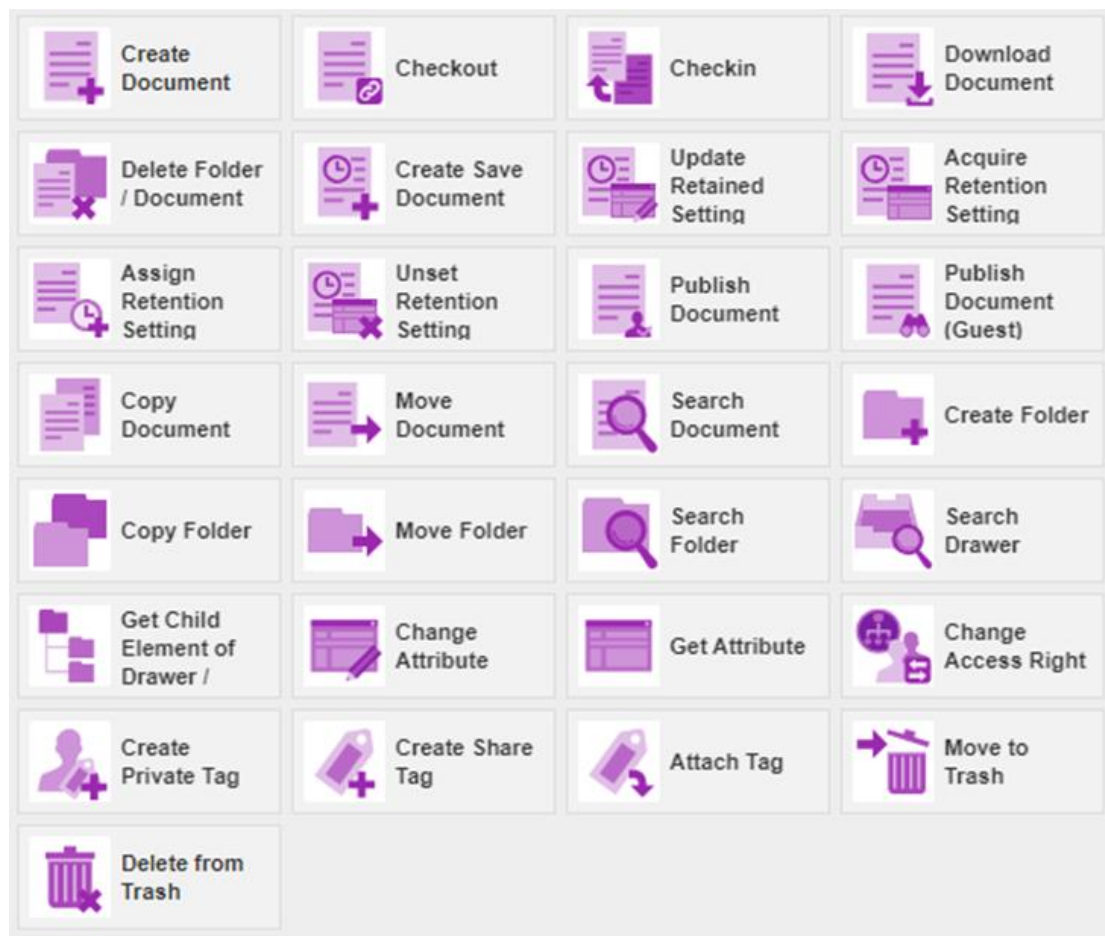 Create
Document
Checkout
Checkin
Download
Document
Delete Folder
/ Document
Create Save
Document
Update
Retained
Setting
Acquire
Retention
Setting
Assign
Retention
Setting
Unset
Retention
Setting
Publish
Document
Publish
Document
(Guest)
Copy
Document
Move
Document
Search
Document
Create Folder
Copy Folder
Move Folder
Search
Folder
Search
Drawer
Get Child
Element of
Drawer /
Change
Attribute
Get Attribute
Change
Access Right
Create
Private Tag
Create Share
Tag
Attach Tag
Move to
Trash
Delete from
Trash